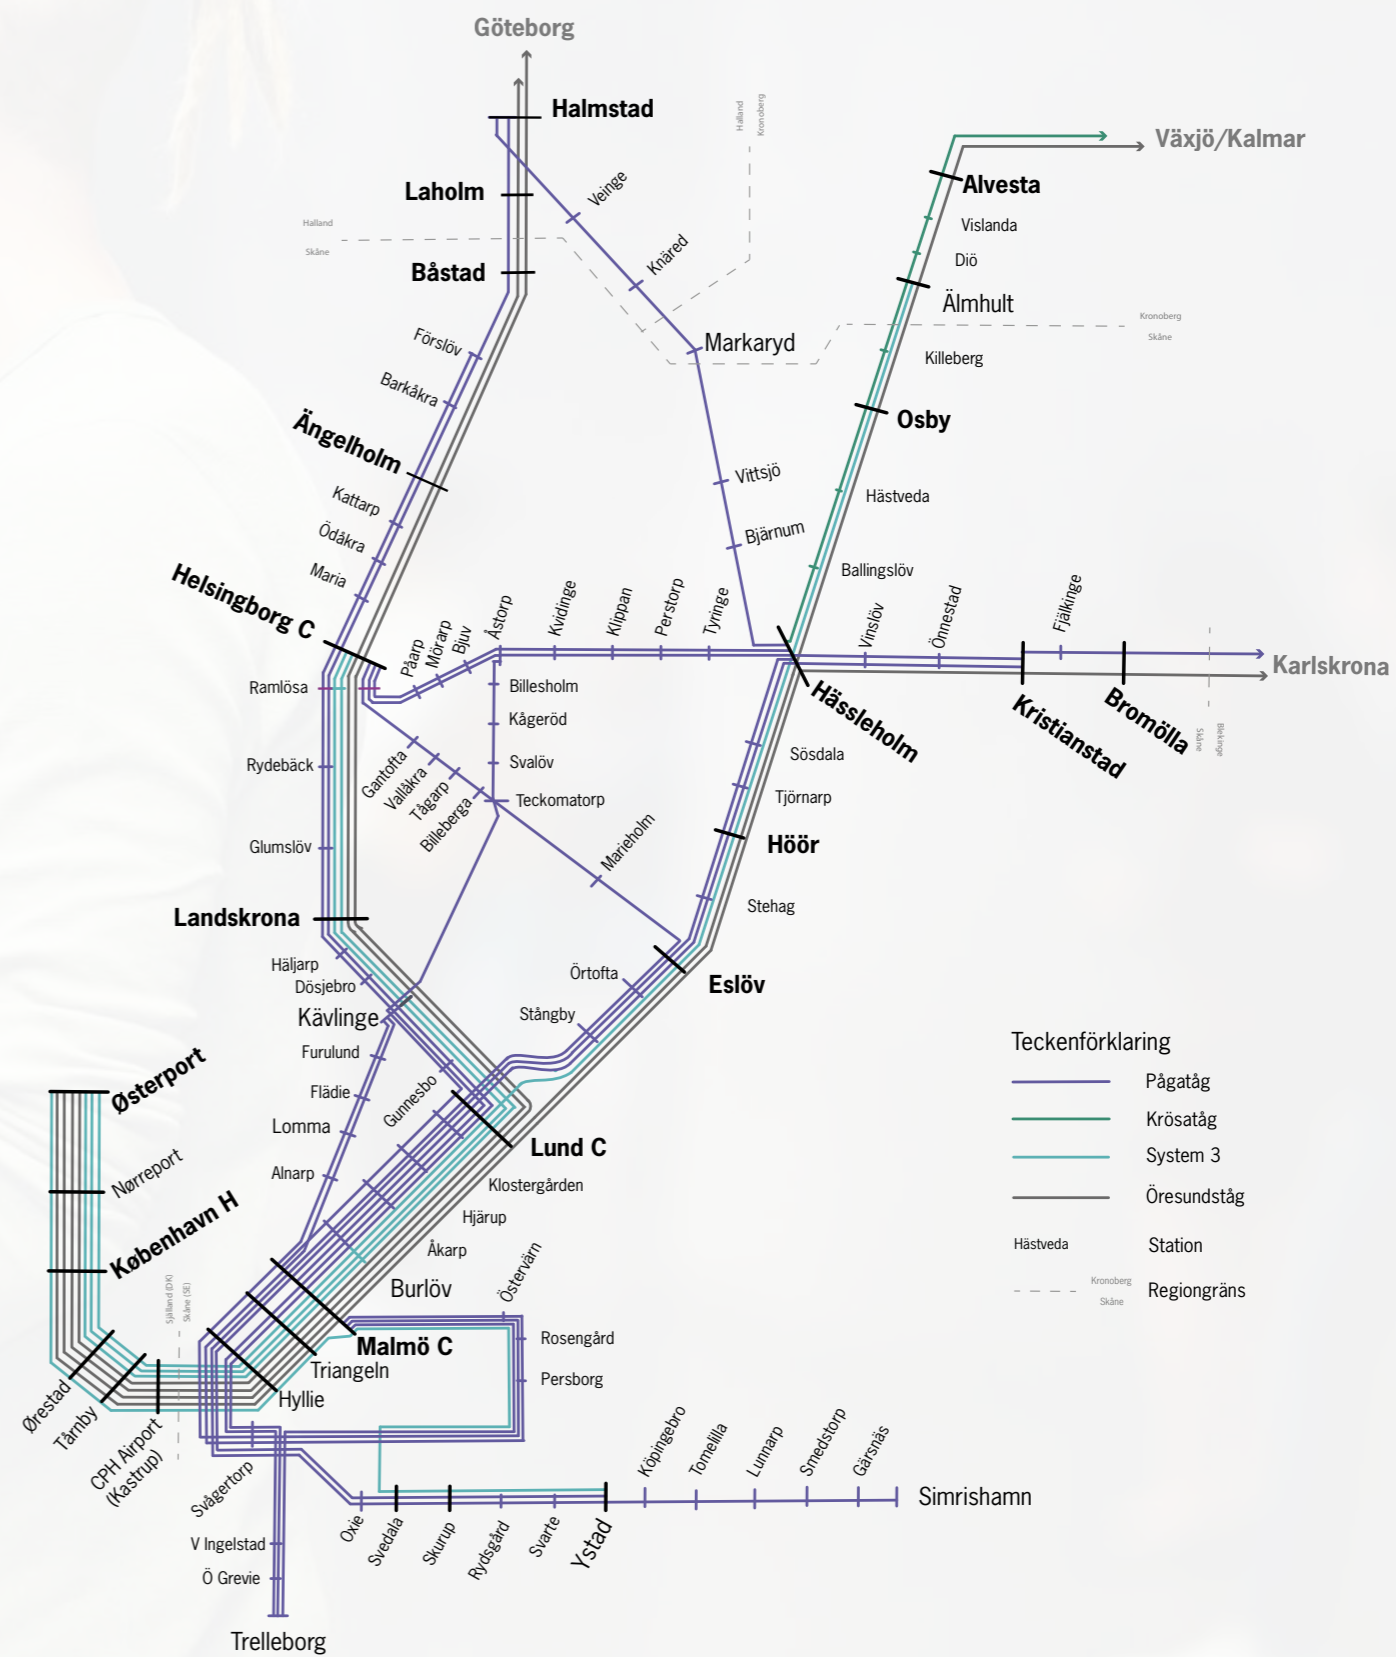 Göteborg
Halmstad
Halland
Kronoberg
Växjö/Kalmar
Laholm
Veinge
Alvesta
Halland
Skåne
Vislanda
Båstad
Knäred
Diö
Älmhult
Kronoberg
Skåne
Förslöv
Markaryd
Killeberg
Barkåkra
Osby
Ängelholm
Vittsjö
Hästveda
Kattarp
Ödåkra
Bjärnum
Maria
Ballingslöv
Helsingborg C
Påarp
Mörarp
Bjuv
Åstorp
Kvidinge
Klippan
Perstorp
Tyringe
Vinslöv
Önnestad
Fjälkinge
Karlskrona
Ramlösa
Billesholm
Hässleholm
Kristianstad
Bromölla
Skåne
Blekinge
Kågeröd
Rydebäck
Gantofta
Vallåkra
Tågarp
Billeberga
Svalöv
Sösdala
Teckomatorp
Tjörnarp
Glumslöv
Marieholm
Höör
Landskrona
Stehag
Häljarp
Dösjebro
Örtofta
Eslöv
Kävlinge
Stångby
Furulund
Teckenförklaring
Østerport
Flädie
Gunnesbo
Pågatåg
Lomma
Krösatåg
Lund C
System 3
Nørreport
Alnarp
Klostergården
Öresundståg
København H
Hjärup
Hästveda
Station
Åkarp
Själland (DK)
Skåne (SE)
Burlöv
Östervärn
Kronoberg
Skåne
Regiongräns
Malmö C
Rosengård
Triangeln
Persborg
Hyllie
Ørestad
Tårnby
CPH Airport
(Kastrup)
Svågertorp
Köpingebro
Tomelilla
Lunnarp
Smedstorp
Gärsnäs
Simrishamn
Oxie
Svedala
Skurup
Rydsgård
Svarte
Ystad
V Ingelstad
Ö Grevie
Trelleborg